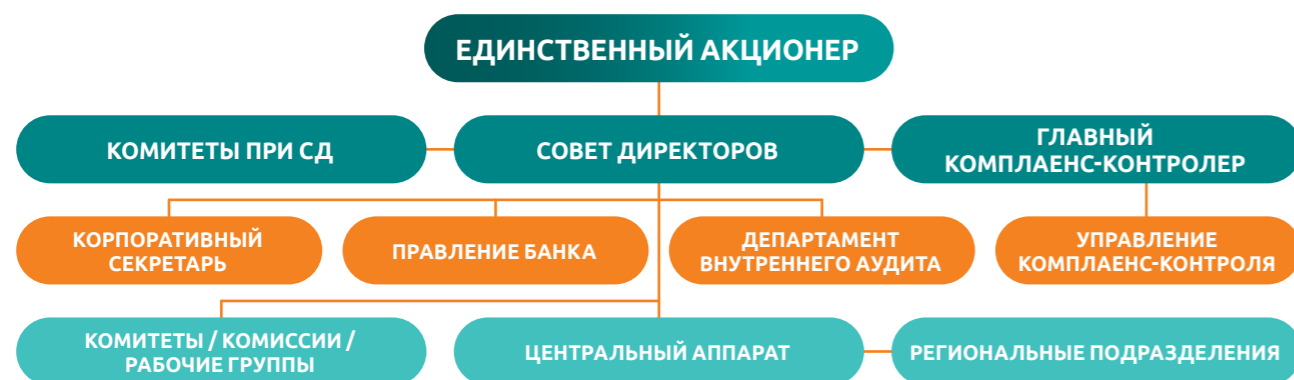 ЕДИНСТВЕННЫЙ АКЦИОНЕР
КОМИТЕТЫ ПРИ СД
СОВЕТ ДИРЕКТОРОВ
ГЛАВНЫЙ
КОМПЛАЕНС-КОНТРОЛЕР
КОРПОРАТИВНЫЙ
СЕКРЕТАРЬ
ПРАВЛЕНИЕ БАНКА
ДЕПАРТАМЕНТ
ВНУТРЕННЕГО АУДИТА
УПРАВЛЕНИЕ
КОМПЛАЕНС-КОНТРОЛЯ
КОМИТЕТЫ / КОМИССИИ /
РАБОЧИЕ ГРУППЫ
ЦЕНТРАЛЬНЫЙ АППАРАТ
РЕГИОНАЛЬНЫЕ ПОДРАЗДЕЛЕНИЯ